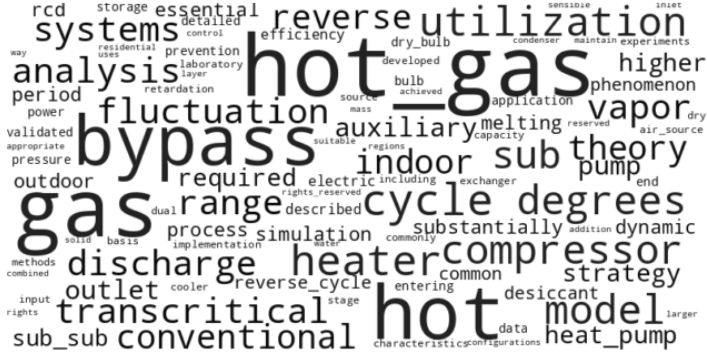 rcd storage essential reverse utilization sensible inlet
systems detailed control efficiency dry_bulb condenser maintain experiments
analysis residential uses prevention hot_gas developed higher
way laboratory layer bulb achieved phenomenon
period retardation source application vapor
power fluctuation mass capacity reserved dry
validated bypass auxiliary melting air_source
appropriate suitable sub theory
pressure regions indoor pump
outdoor required electric including exchanger end
gas dual range rights_reserved described cycle degrees
solid basis process simulation commonly substantially addition dynamic
methods implementation water
combined discharge heater common compressor
outlet cooler reverse_cycle entering strategy
input transcritical stage hot desiccant model larger
rights data
sub_sub conventional characteristics configurations heat_pump